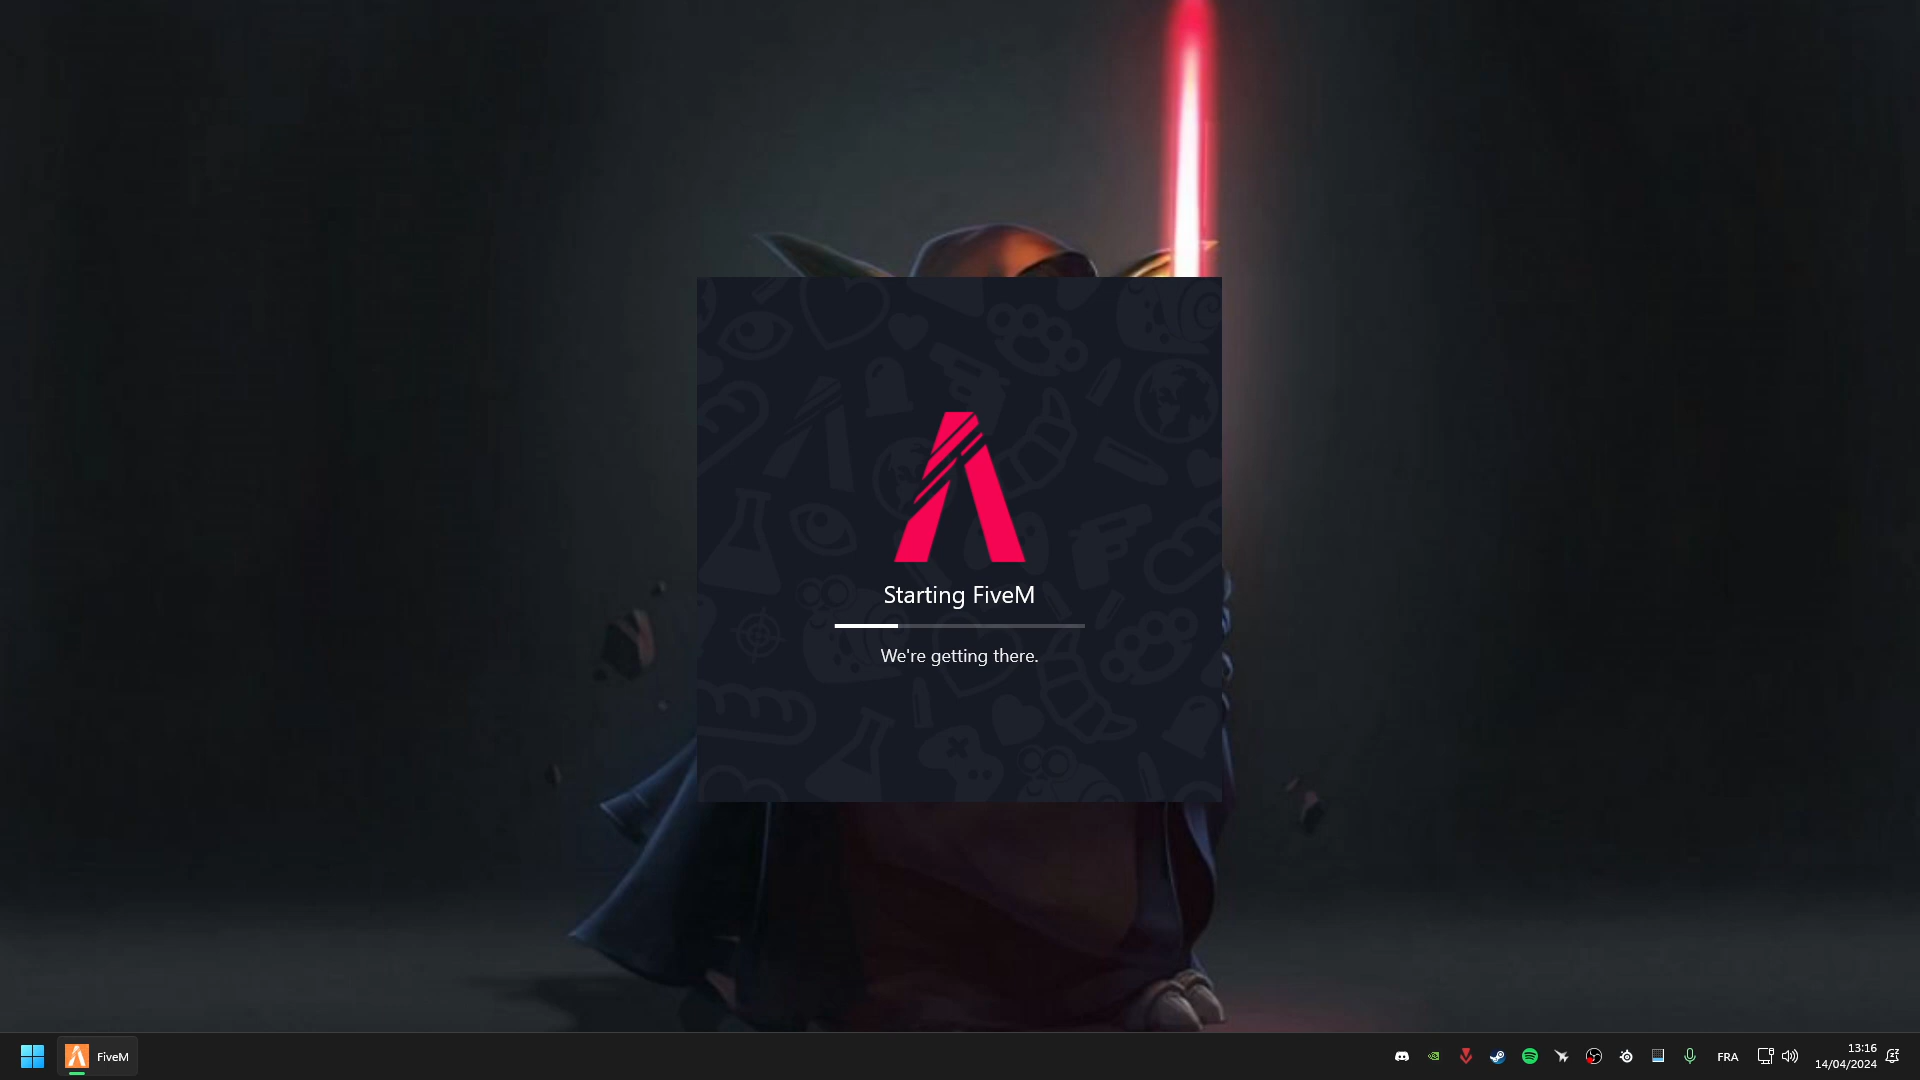 Starting FiveM
We're getting there.
FiveM
FRA
13:16
14/04/2024